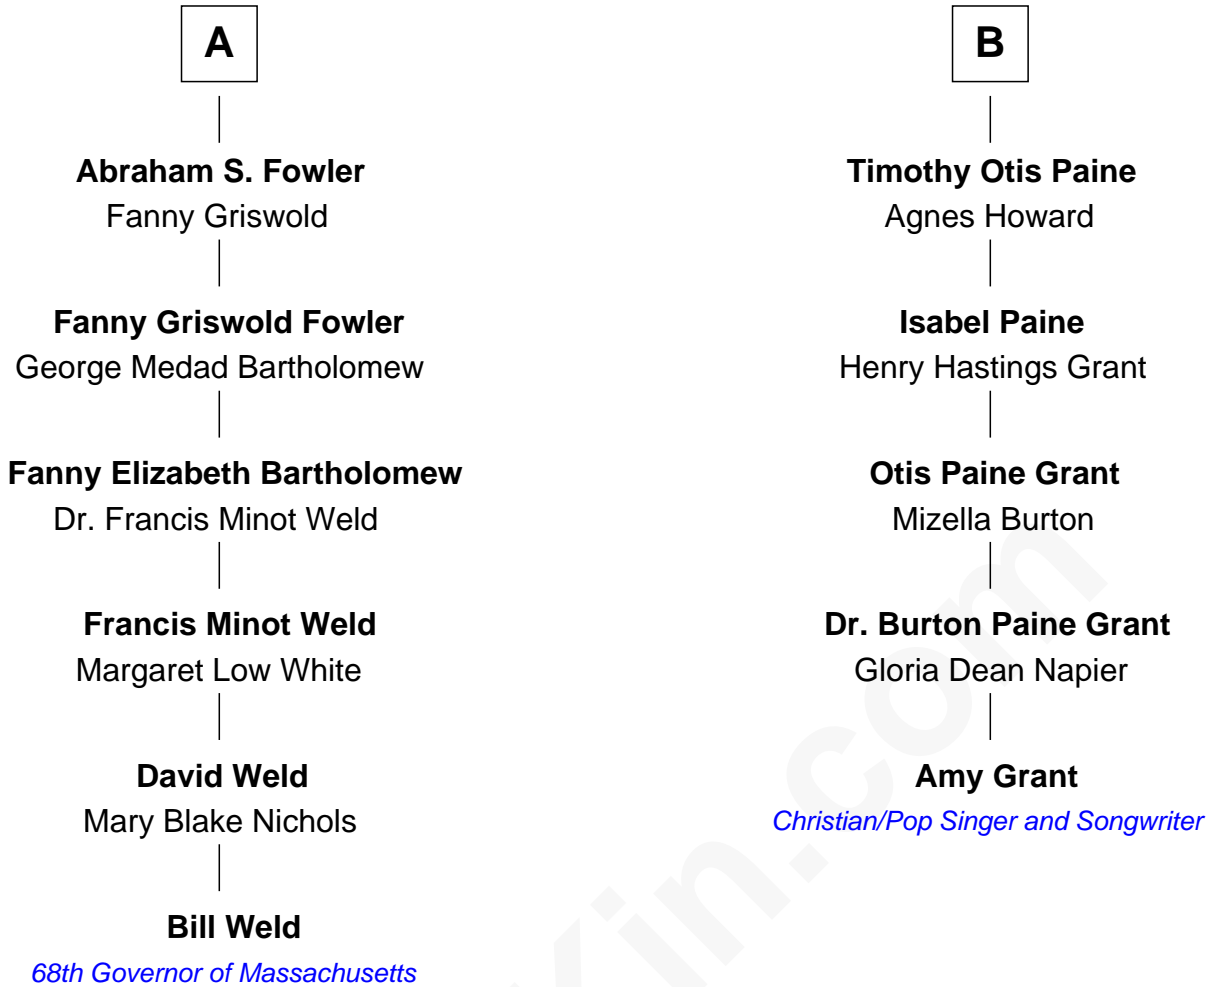 A
Abraham S. Fowler
Fanny Griswold
Fanny Griswold Fowler
George Medad Bartholomew
Fanny Elizabeth Bartholomew
Dr. Francis Minot Weld
Francis Minot Weld
Margaret Low White
David Weld
Mary Blake Nichols
Bill Weld
68th Governor of Massachusetts
B
Timothy Otis Paine
Agnes Howard
Isabel Paine
Henry Hastings Grant
Otis Paine Grant
Mizella Burton
Dr. Burton Paine Grant
Gloria Dean Napier
Amy Grant
Christian/Pop Singer and Songwriter
Kin.com